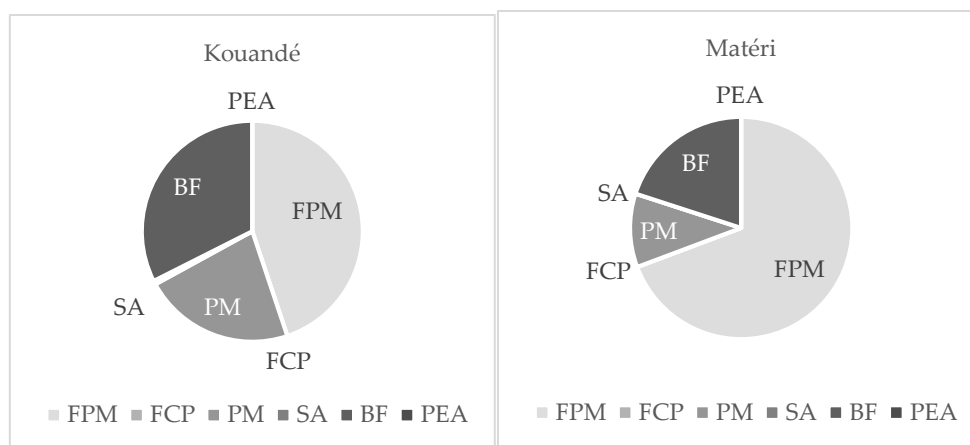 Kouandé
PEA
BF
FPM
SA
PM
FCP
FPM FCP PM SA BF PEA
Matéri
PEA
BF
SA
PM
FCP
FPM
FPM FCP PM SA BF PEA